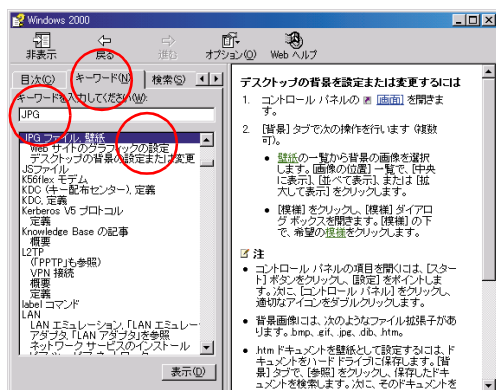 Windows 2000
非表示
戻る
進む
オプション(O)
Web ヘルプ
目次(C)
キーワード(N)
検索(S)
キーワードを入力してください(W):
JPG
JPG ファイル, 壁紙
Web サイトのグラフィックの設定
デスクトップの背景の設定または変更
JSファイル
K56flex モデム
KDC (キー配布センター), 定義
KDC, 定義
Kerberos V5 プロトコル
定義
Knowledge Base の記事
概要
L2TP
(「PPTP」も参照)
VPN 接続
概要
定義
label コマンド
LAN
LAN エミュレーション, 「LAN エミュレー
アダプタ, 「LAN アダプタ」を参照
ネットワーク サービスのインストール
表示(D)
デスクトップの背景を設定または変更するには
1. コントロール パネルの [画面] を開きま
す。
2. [背景] タブで次の操作を行います (複数
可)。
• 壁紙の一覧から背景の画像を選択
します。[画像の位置] 一覧で、[中央
に表示]、[並べて表示]、または [拡
大して表示] をクリックします。
• [模様] をクリックし、[模様] ダイアロ
グ ボックスを開きます。[模様] の下
で、希望の模様をクリックします。
注
• コントロール パネルの項目を開くには、[スター
ト] ボタンをクリックし、[設定] をポイントしま
す。次に、[コントロール パネル] をクリックし、
適切なアイコンをダブルクリックします。
• 背景画像には、次のようなファイル拡張子があ
ります。.bmp、.gif、.jpe、.dib、.htm。
• .htm ドキュメントを壁紙として設定するには、ド
キュメントをハード ドライブに保存します。[背
景] タブで、[参照] をクリックし、保存したドキ
ュメントを検索します。次に、そのドキュメントを